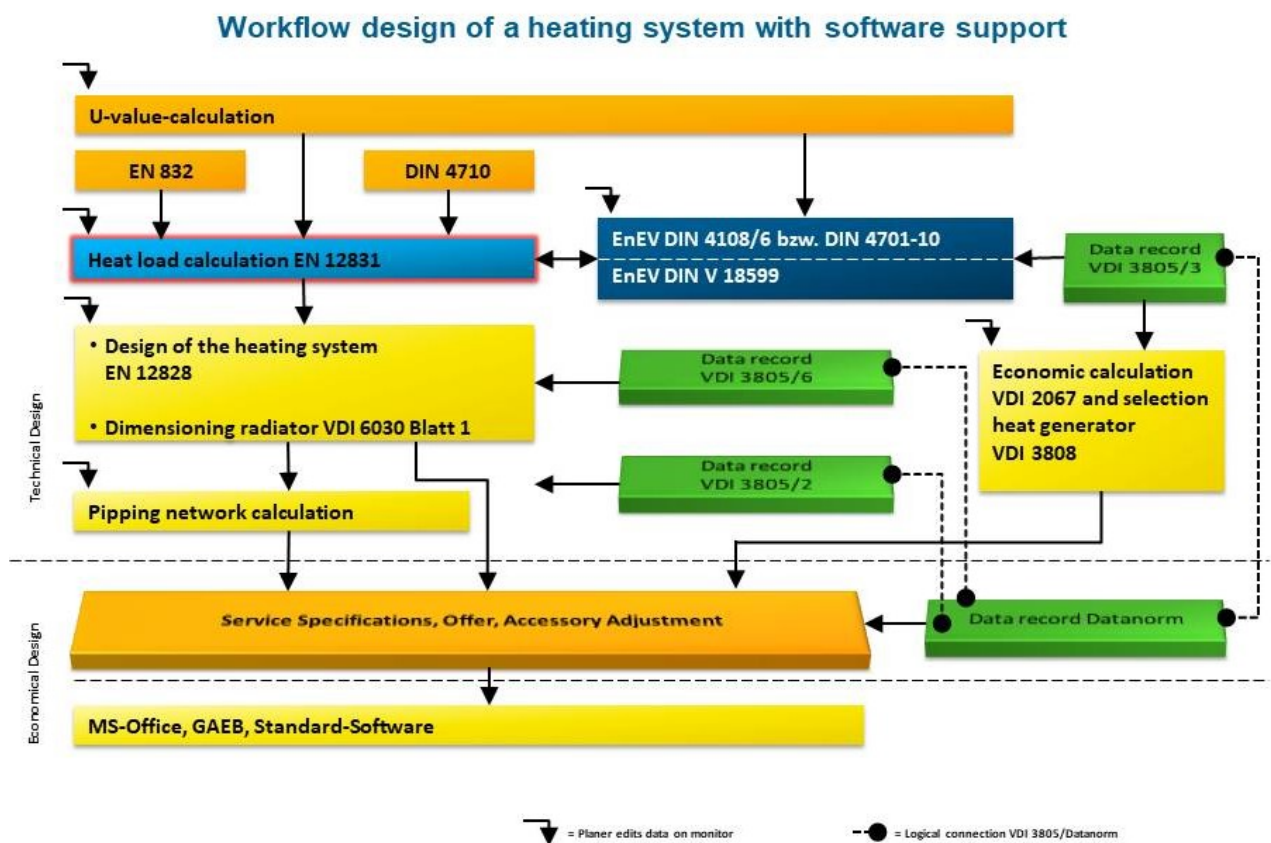 Workflow design of a heating system with software support
U-value-calculation
EN 832
DIN 4710
Heat load calculation EN 12831
EnEV DIN 4108/6 bzw. DIN 4701-10
EnEV DIN V 18599
Data record
VDI 3805/3
• Design of the heating system
EN 12828
• Dimensioning radiator VDI 6030 Blatt 1
Data record
VDI 3805/6
Economic calculation
VDI 2067 and selection
heat generator
VDI 3808
Data record
VDI 3805/2
Technical Design
Pipping network calculation
Service Specifications, Offer, Accessory Adjustment
Data record Datanorm
Economical Design
MS-Office, GAEB, Standard-Software
= Planer edits data on monitor
= Logical connection VDI 3805/Datanorm